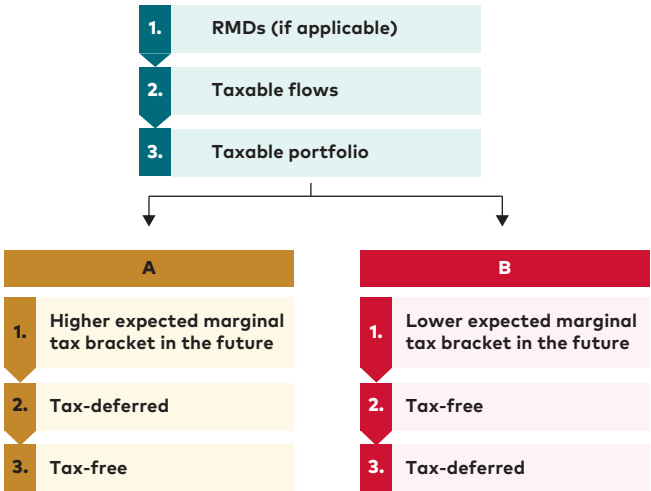 1. RMDs (if applicable)
2. Taxable flows
3. Taxable portfolio
A
1. Higher expected marginal
tax bracket in the future
2. Tax-deferred
3. Tax-free
B
1. Lower expected marginal
tax bracket in the future
2. Tax-free
3. Tax-deferred